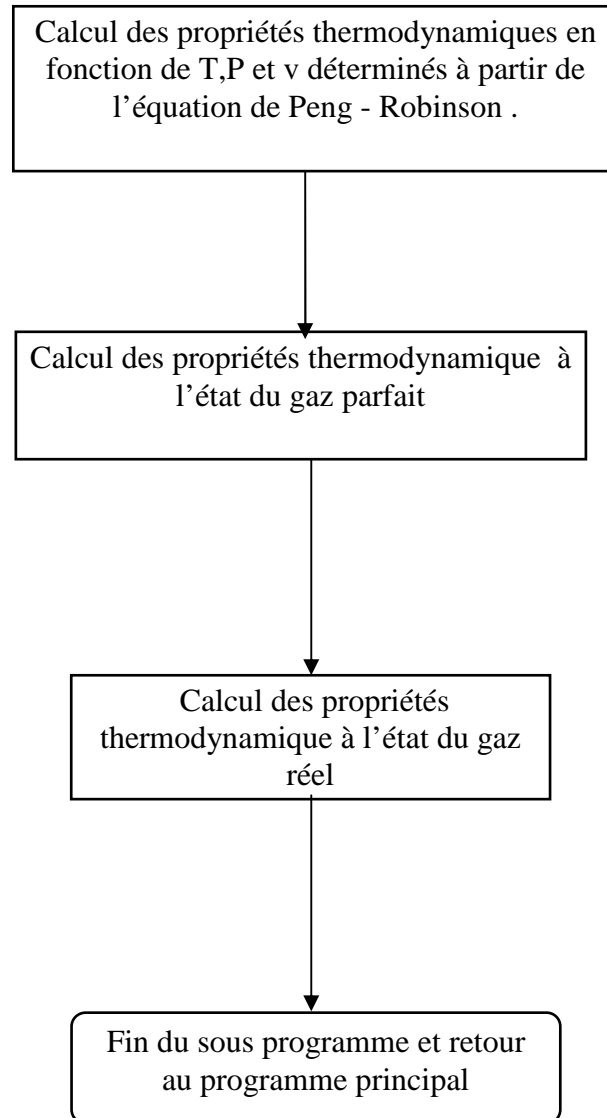 Calcul des propriétés thermodynamiques en
fonction de T,P et v déterminés à partir de
l’équation de Peng - Robinson .
Calcul des propriétés thermodynamique à
l’état du gaz parfait
Calcul des propriétés
thermodynamique à l’état du gaz
réel
Fin du sous programme et retour
au programme principal